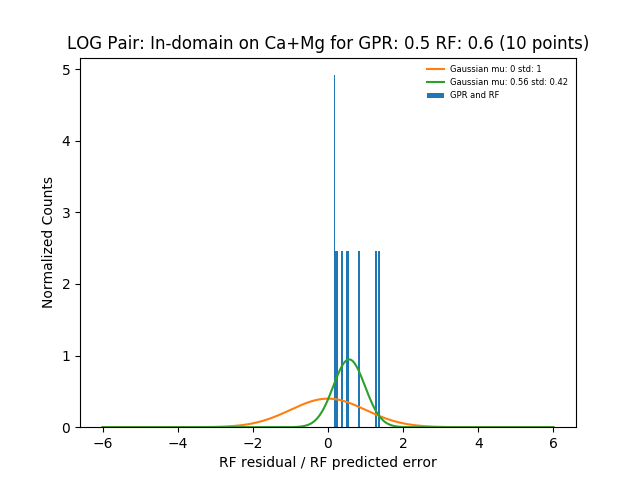 LOG Pair: In-domain on Ca+Mg for GPR: 0.5 RF: 0.6 (10 points)
Gaussian mu: 0 std: 1
Gaussian mu: 0.56 std: 0.42
GPR and RF
Normalized Counts
5
4
3
2
1
0
−6 −4 −2 0 2 4 6
RF residual / RF predicted error